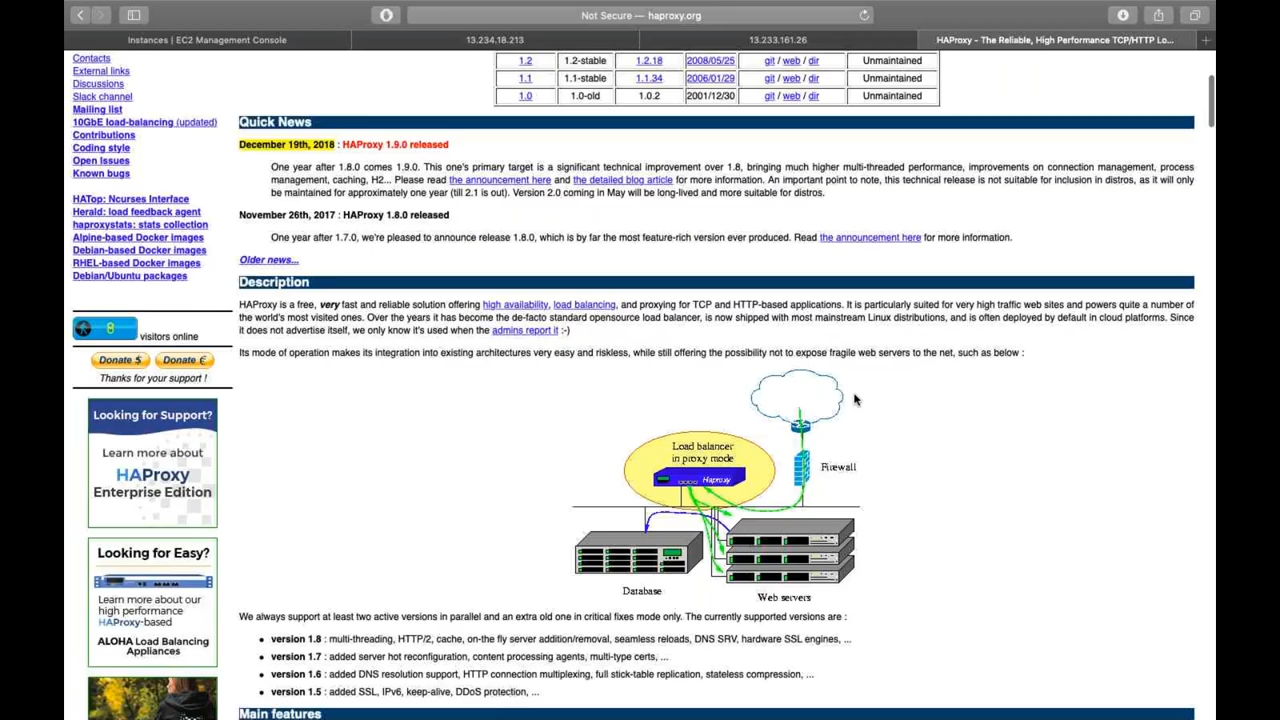 Not Secure — haproxy.org
Instances | EC2 Management Console
13.234.18.213
13.233.161.26
HAProxy - The Reliable, High Performance TCP/HTTP Lo...
Contacts
External links
Discussions
Slack channel
Mailing list
10GbE load-balancing (updated)
Contributions
Coding style
Open Issues
Known bugs
HATop: Ncurses Interface
Herald: load feedback agent
haproxystats: stats collection
Alpine-based Docker images
Debian-based Docker images
RHEL-based Docker images
Debian/Ubuntu packages
8 visitors online
Donate $ Donate €
Thanks for your support !
Looking for Support?
Learn more about
HAProxy
Enterprise Edition
Looking for Easy?
Learn more about our
high performance
HAProxy-based
ALOHA Load Balancing
Appliances
1.2 1.2-stable 1.2.18 2008/05/25 git / web / dir Unmaintained
1.1 1.1-stable 1.1.34 2006/01/29 git / web / dir Unmaintained
1.0 1.0-old 1.0.2 2001/12/30 git / web / dir Unmaintained
Quick News
December 19th, 2018 : HAProxy 1.9.0 released
One year after 1.8.0 comes 1.9.0. This one's primary target is a significant technical improvement over 1.8, bringing much higher multi-threaded performance, improvements on connection management, process
management, caching, H2... Please read the announcement here and the detailed blog article for more information. An important point to note, this technical release is not suitable for inclusion in distros, as it will only
be maintained for approximately one year (till 2.1 is out). Version 2.0 coming in May will be long-lived and more suitable for distros.
November 26th, 2017 : HAProxy 1.8.0 released
One year after 1.7.0, we're pleased to announce release 1.8.0, which is by far the most feature-rich version ever produced. Read the announcement here for more information.
Older news...
Description
HAProxy is a free, very fast and reliable solution offering high availability, load balancing, and proxying for TCP and HTTP-based applications. It is particularly suited for very high traffic web sites and powers quite a number of
the world's most visited ones. Over the years it has become the de-facto standard opensource load balancer, is now shipped with most mainstream Linux distributions, and is often deployed by default in cloud platforms. Since
it does not advertise itself, we only know it's used when the admins report it :-)
Its mode of operation makes its integration into existing architectures very easy and riskless, while still offering the possibility not to expose fragile web servers to the net, such as below :
Load balancer
in proxy mode
Haproxy
Firewall
Database
Web servers
We always support at least two active versions in parallel and an extra old one in critical fixes mode only. The currently supported versions are :
• version 1.8 : multi-threading, HTTP/2, cache, on-the fly server addition/removal, seamless reloads, DNS SRV, hardware SSL engines, ...
• version 1.7 : added server hot reconfiguration, content processing agents, multi-type certs, ...
• version 1.6 : added DNS resolution support, HTTP connection multiplexing, full stick-table replication, stateless compression, ...
• version 1.5 : added SSL, IPv6, keep-alive, DDoS protection, ...
Main features